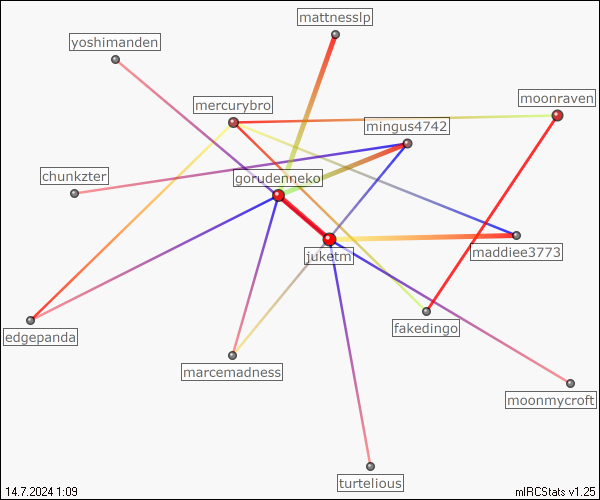 mattnesslp
yoshimanden
moonraven
mercurybro
mingus4742
chunkzter
gorudeneko
maddiee3773
juketm
fakedingo
edgepanda
marcemadness
moonmycroft
turtelious
14.7.2024 1:09
mIRCStats v1.25